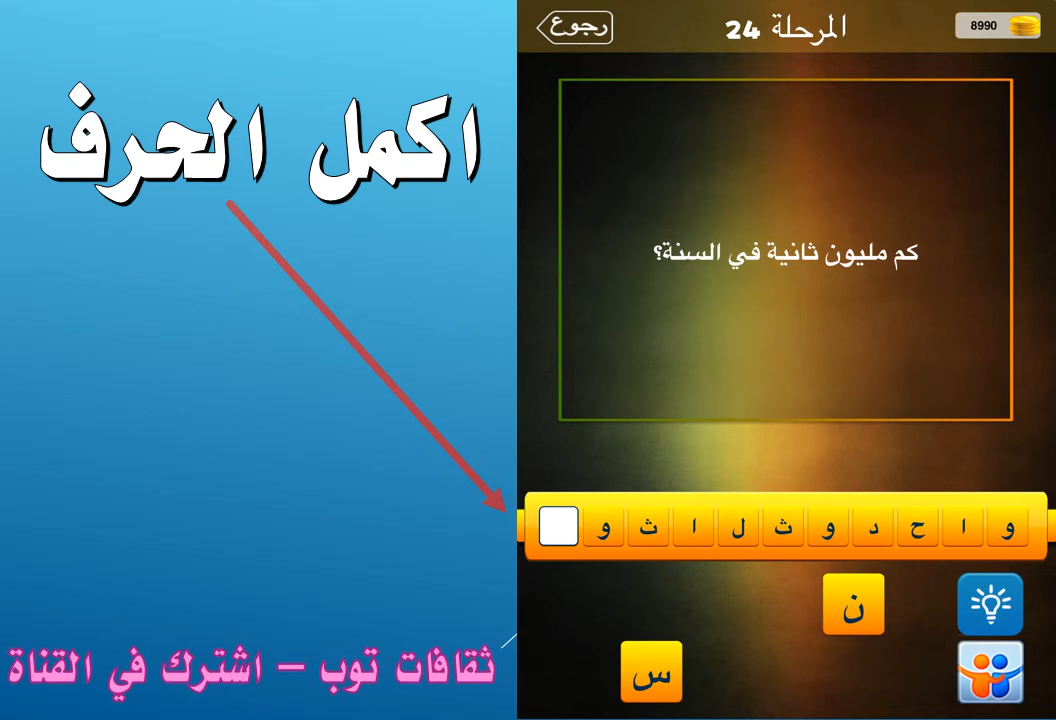 اكمل الحرف
ثقافات توب – اشترك في القناة
رجوع
المرحلة 24
8990
كم مليون ثانية في السنة؟
و ا ح د و ث ل ا ث و
ن
س